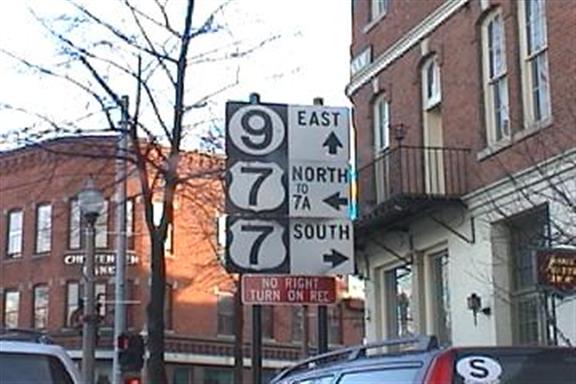 9 EAST
7 NORTH
TO
7A
7 SOUTH
NO RIGHT
TURN ON RED
S